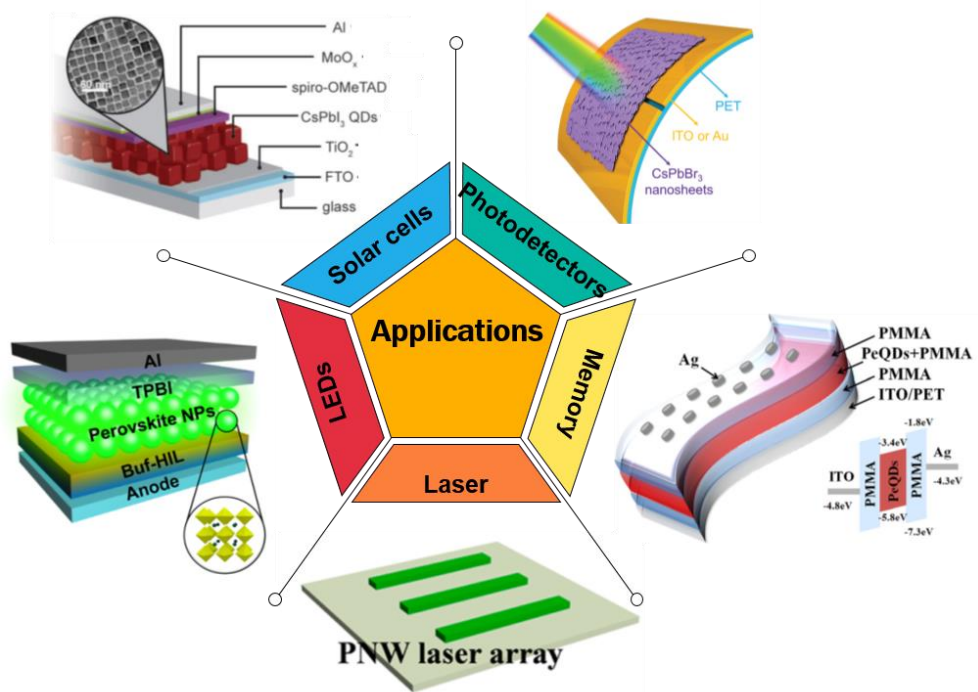 Al
MoOx
spiro-OMeTAD
CsPbI3 QDs
TiO2
FTO
glass
PET
ITO or Au
CsPbBr3
nanosheets
Solar cells
Photodetectors
LEDs
Applications
Memory
Laser
Al
TPBI
Perovskite NPs
Buf-HIL
Anode
Ag
PMMA
PeQDs+PMMA
PMMA
ITO/PET
-1.8eV
-3.4eV
ITO
Ag
PMMA
PeQDs
PMMA
-4.3eV
-4.8eV
-5.8eV
-7.3eV
PNW laser array